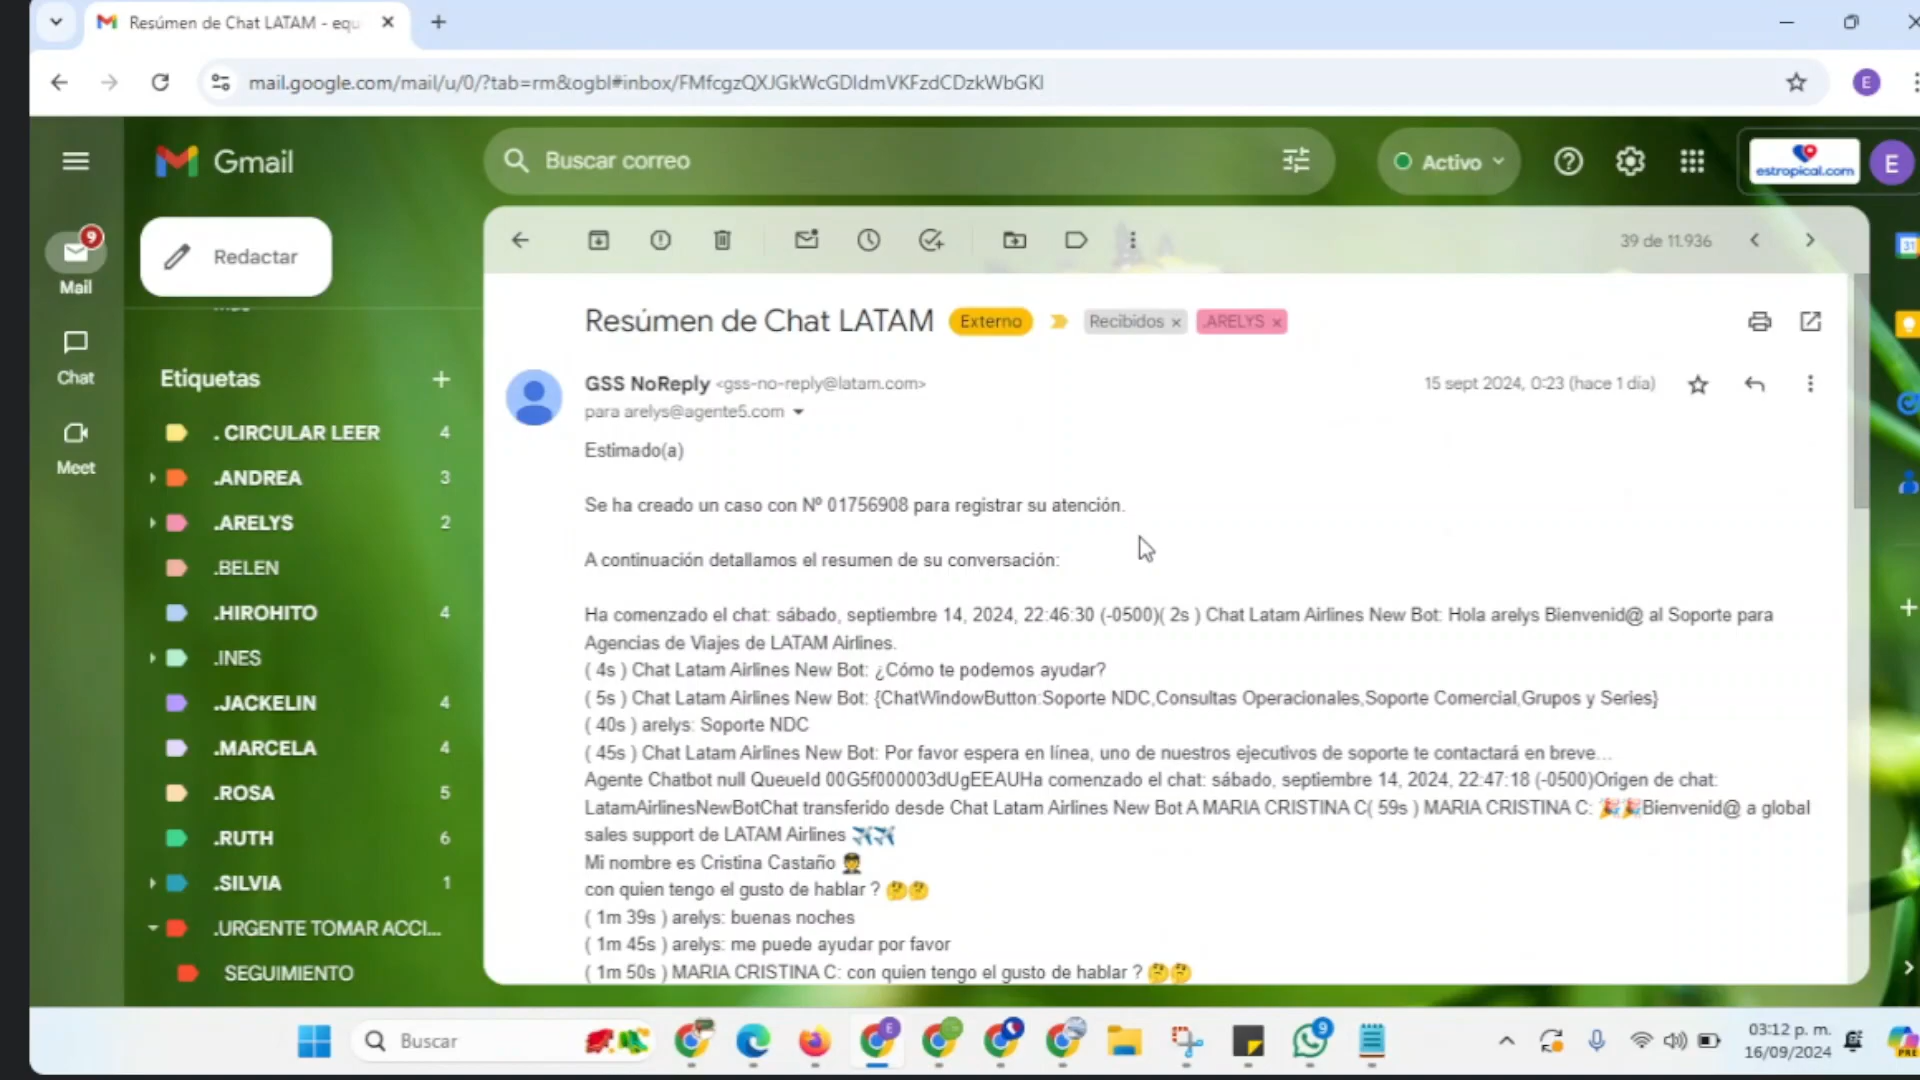 Resúmen de Chat LATAM - equ
mail.google.com/mail/u/0/?tab=rm&ogbl#inbox/FMfcgzQXJGkWcGDldmVKFzdCDzkWbGKl
E
Gmail
Buscar correo
Activo
estropical.com
E
9
Mail
Redactar
39 de 11.936
Chat
Meet
Etiquetas
. CIRCULAR LEER 4
.ANDREA 3
.ARELYS 2
.BELEN
.HIROHITO 4
.INES
.JACKELIN 4
.MARCELA 4
.ROSA 5
.RUTH 6
.SILVIA 1
.URGENTE TOMAR ACCI...
SEGUIMIENTO
Resúmen de Chat LATAM Externo Recibidos x .ARELYS x
GSS NoReply <gss-no-reply@latam.com> 15 sept 2024, 0:23 (hace 1 día)
para arelys@agente5.com
Estimado(a)
Se ha creado un caso con Nº 01756908 para registrar su atención.
A continuación detallamos el resumen de su conversación:
Ha comenzado el chat: sábado, septiembre 14, 2024, 22:46:30 (-0500)( 2s ) Chat Latam Airlines New Bot: Hola arelys Bienvenid@ al Soporte para
Agencias de Viajes de LATAM Airlines.
( 4s ) Chat Latam Airlines New Bot: ¿Cómo te podemos ayudar?
( 5s ) Chat Latam Airlines New Bot: {ChatWindowButton:Soporte NDC,Consultas Operacionales,Soporte Comercial,Grupos y Series}
( 40s ) arelys: Soporte NDC
( 45s ) Chat Latam Airlines New Bot: Por favor espera en línea, uno de nuestros ejecutivos de soporte te contactará en breve...
Agente Chatbot null QueueId 00G5f000003dUgEEAUHa comenzado el chat: sábado, septiembre 14, 2024, 22:47:18 (-0500)Origen de chat:
LatamAirlinesNewBotChat transferido desde Chat Latam Airlines New Bot A MARIA CRISTINA C( 59s ) MARIA CRISTINA C: 🎉🎉Bienvenid@ a global
sales support de LATAM Airlines ✈️✈️
Mi nombre es Cristina Castaño 🧑‍✈️
con quien tengo el gusto de hablar ? 🤔🤔
( 1m 39s ) arelys: buenas noches
( 1m 45s ) arelys: me puede ayudar por favor
( 1m 50s ) MARIA CRISTINA C: con quien tengo el gusto de hablar ? 🤔🤔
31
Buscar
E
9
03:12 p. m.
16/09/2024
PRE